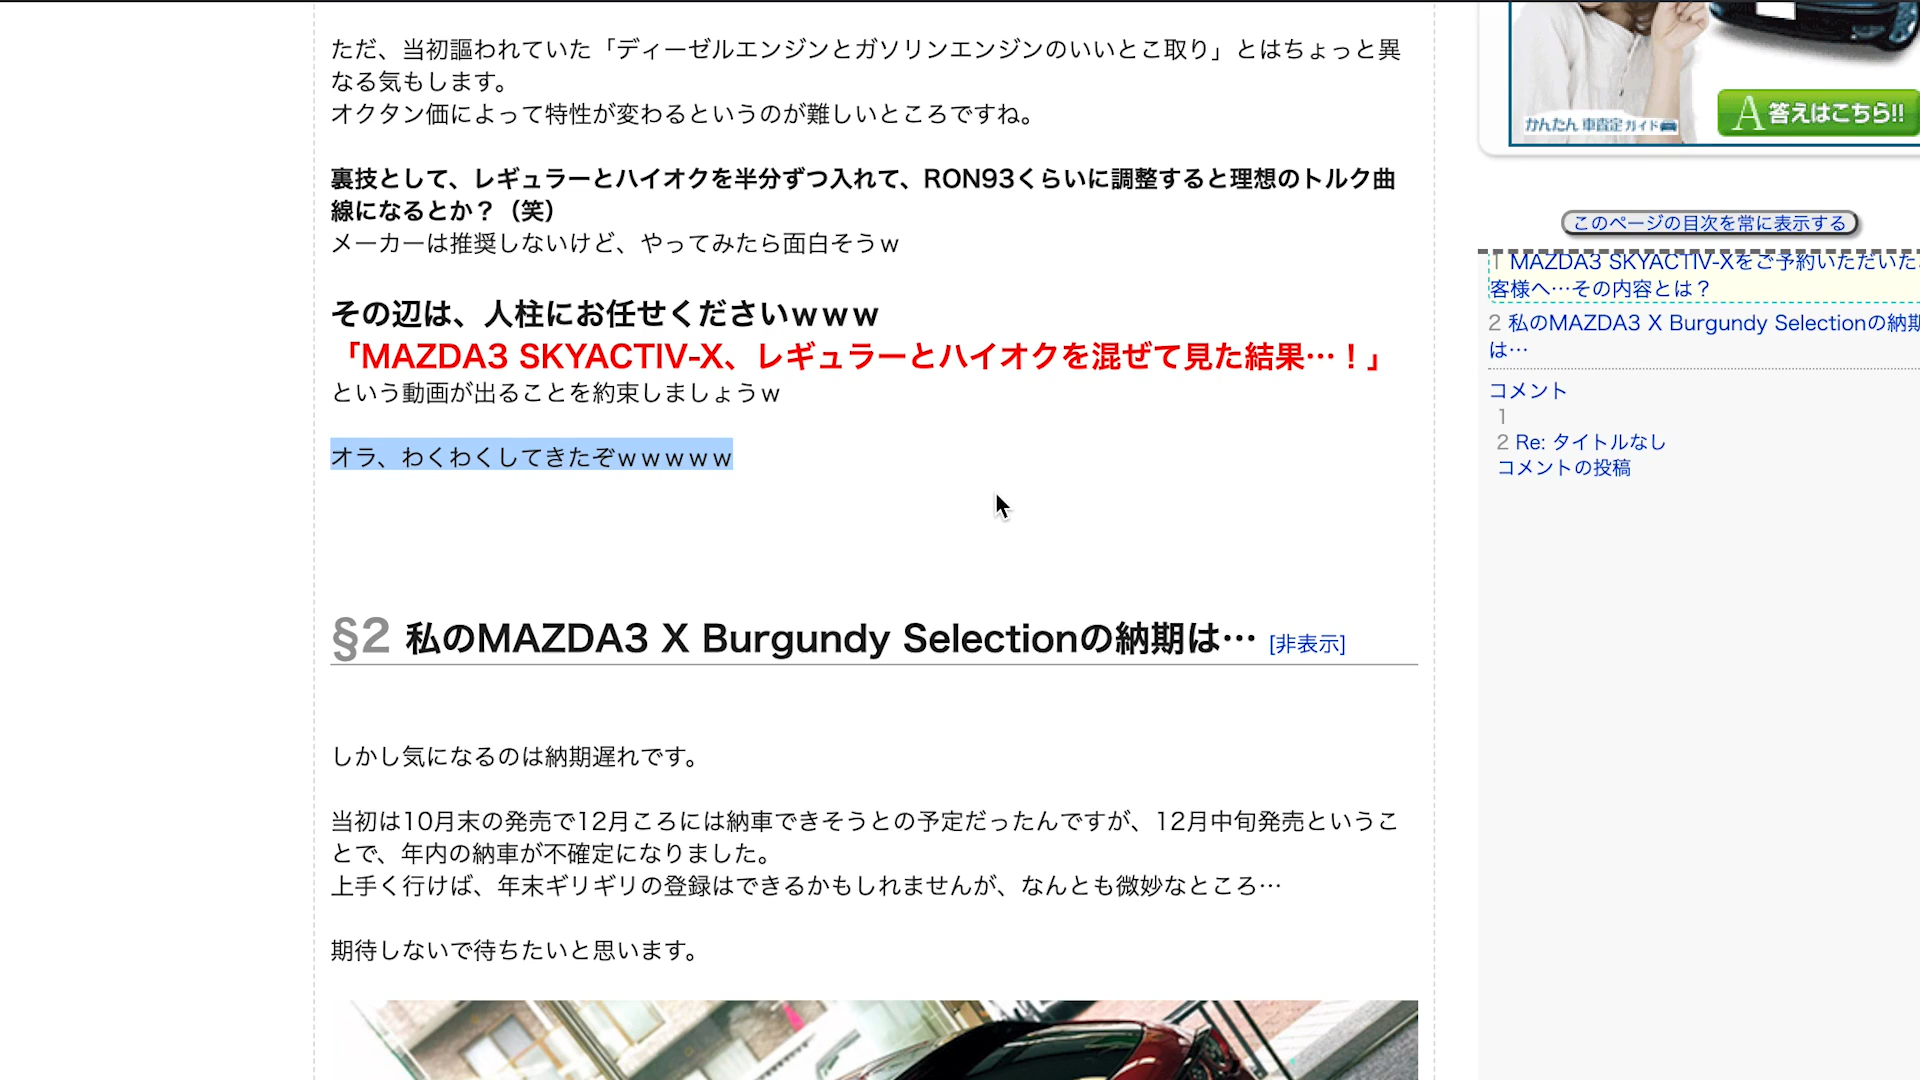 ただ、当初謳われていた「ディーゼルエンジンとガソリンエンジンのいいとこ取り」とはちょっと異
なる気もします。
オクタン価によって特性が変わるというのが難しいところですね。
裏技として、レギュラーとハイオクを半分ずつ入れて、RON93くらいに調整すると理想のトルク曲
線になるとか？（笑）
メーカーは推奨しないけど、やってみたら面白そうｗ
その辺は、人柱にお任せくださいｗｗｗ
「MAZDA3 SKYACTIV-X、レギュラーとハイオクを混ぜて見た結果…！」
という動画が出ることを約束しましょうｗ
オラ、わくわくしてきたぞｗｗｗｗｗ
§2 私のMAZDA3 X Burgundy Selectionの納期は… [非表示]
しかし気になるのは納期遅れです。
当初は10月末の発売で12月ころには納車できそうとの予定だったんですが、12月中旬発売というこ
とで、年内の納車が不確定になりました。
上手く行けば、年末ギリギリの登録はできるかもしれませんが、なんとも微妙なところ…
期待しないで待ちたいと思います。
かんたん車査定ガイド
A 答えはこちら!!
このページの目次を常に表示する
1 MAZDA3 SKYACTIV-Xをご予約いただいた
客様へ…その内容とは？
2 私のMAZDA3 X Burgundy Selectionの納期
は…
コメント
1
2 Re: タイトルなし
コメントの投稿